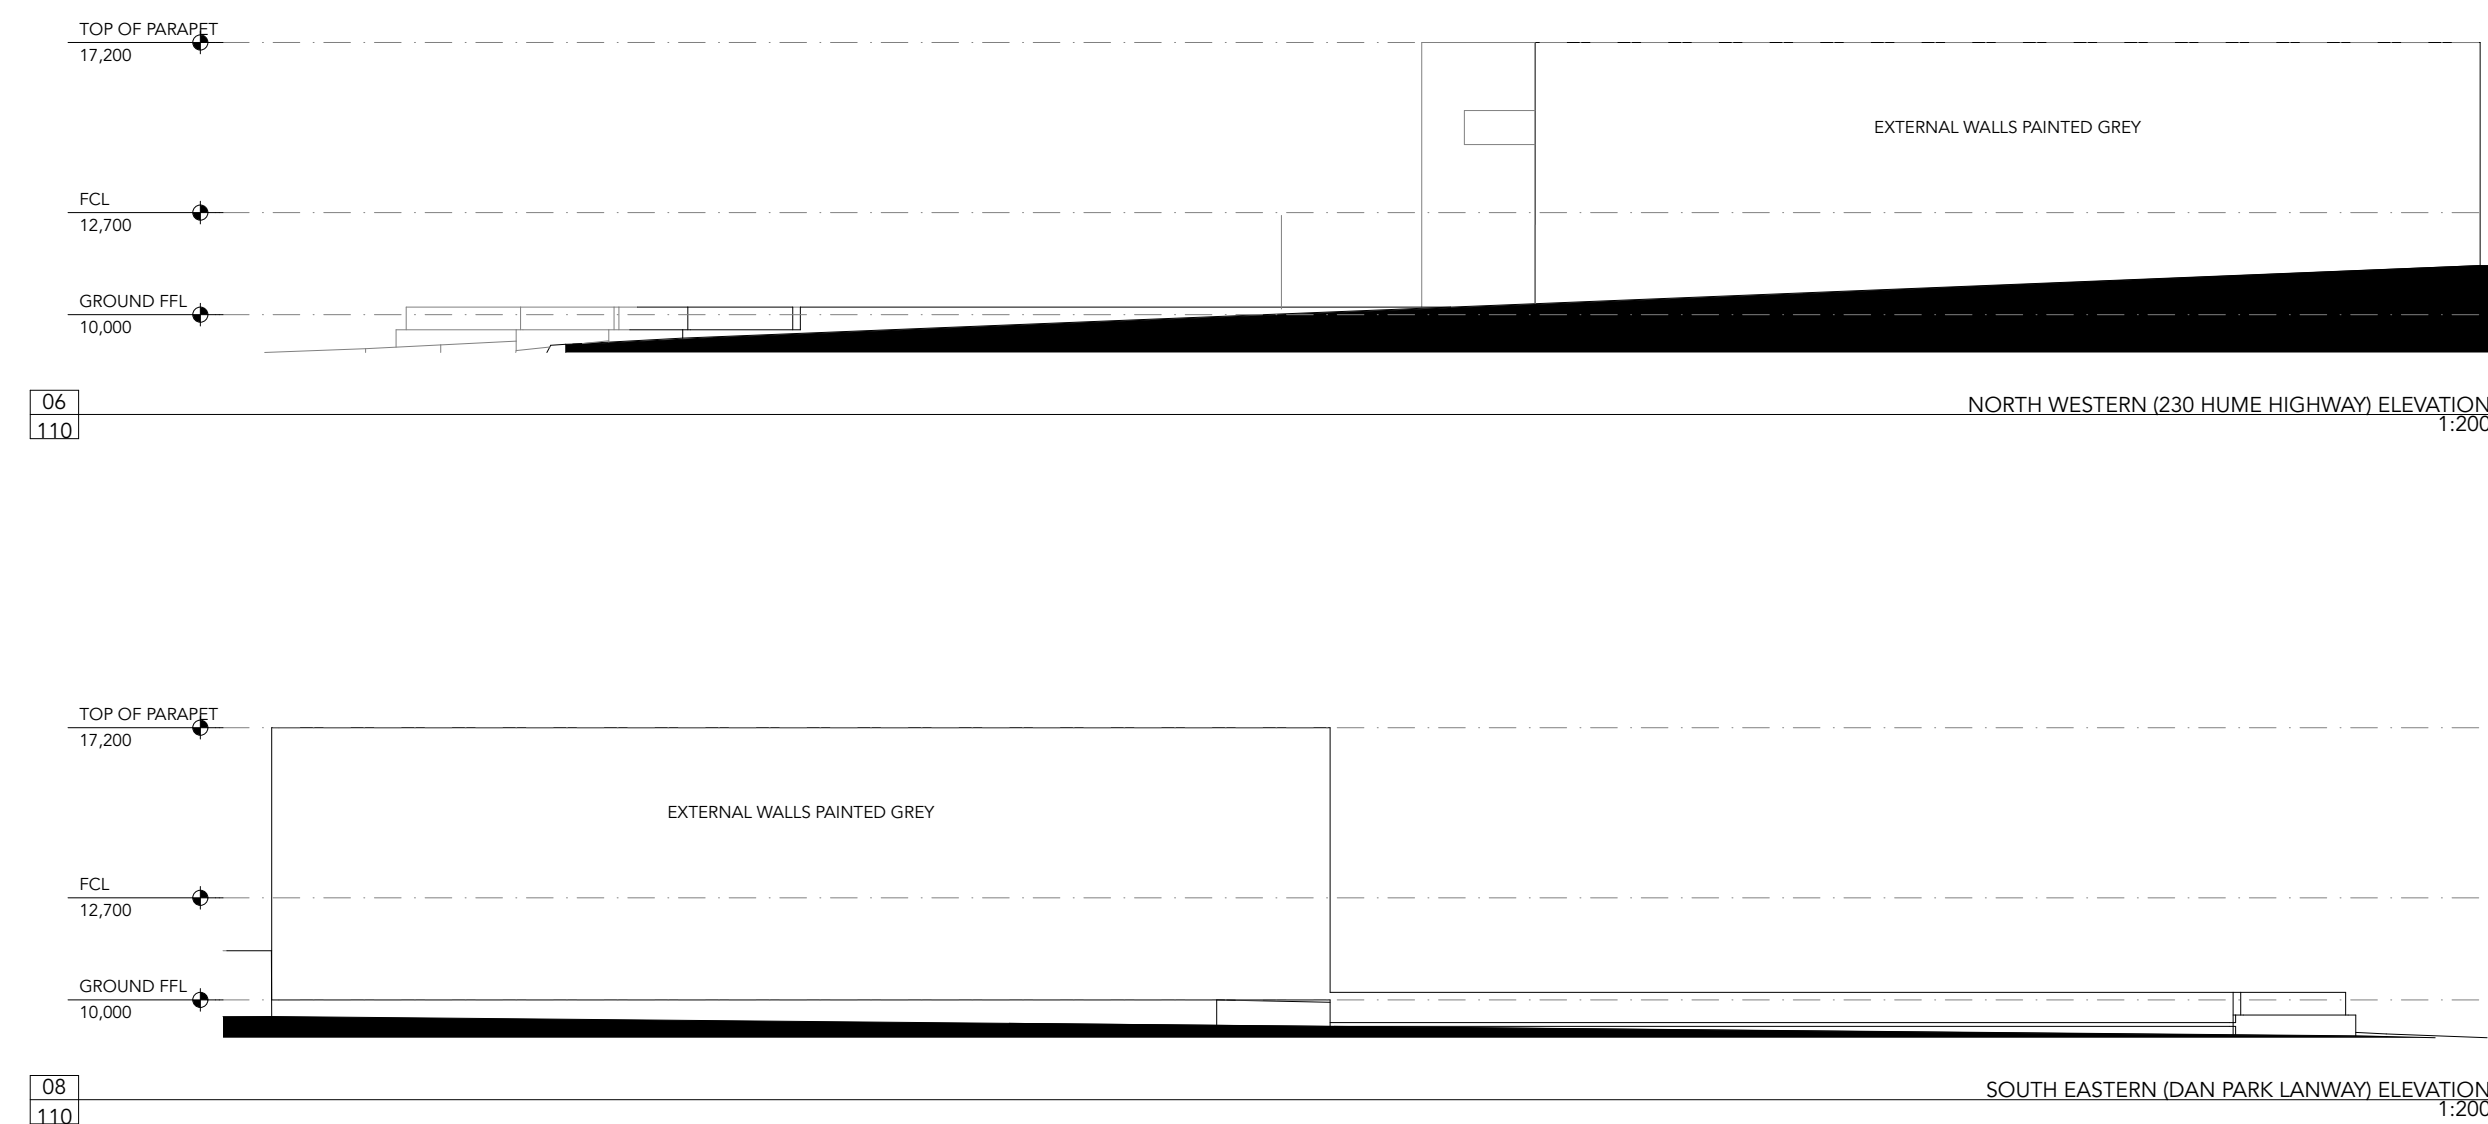 TOP OF PARAPET
17,200
EXTERNAL WALLS PAINTED GREY
FCL
12,700
GROUND FFL
10,000
06
110
NORTH WESTERN (230 HUME HIGHWAY) ELEVATION
1:200
TOP OF PARAPET
17,200
EXTERNAL WALLS PAINTED GREY
FCL
12,700
GROUND FFL
10,000
08
110
SOUTH EASTERN (DAN PARK LANWAY) ELEVATION
1:200